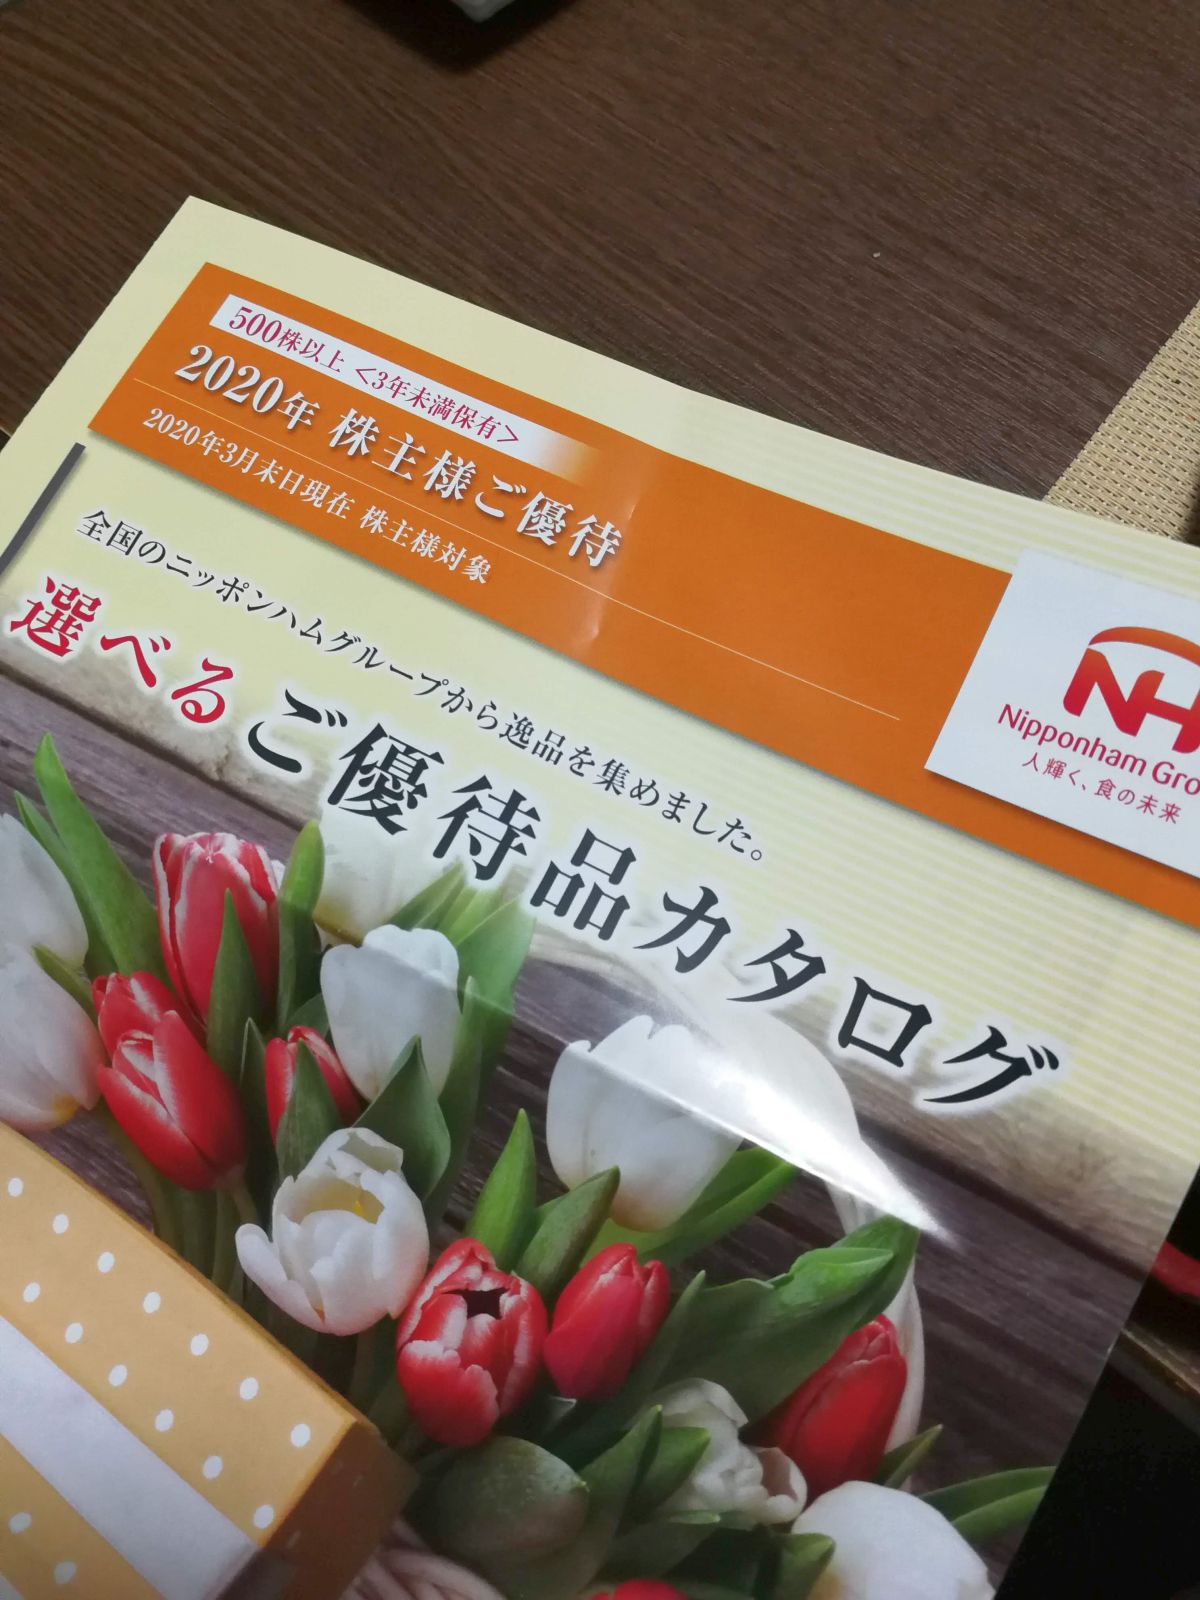 500株以上 <3年未満保有>
2020年 株主様ご優待
2020年3月末日現在 株主様対象
NH
Nipponham Gro
人輝く、食の未来
全国のニッポンハムグループから逸品を集めました。
選べるご優待品カタログ